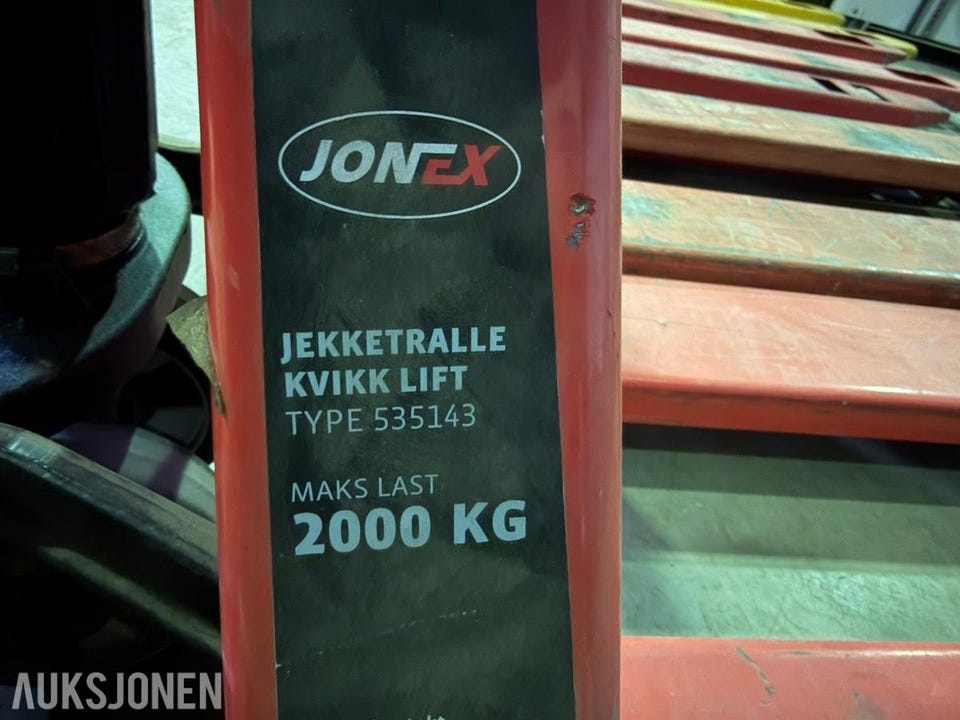 JONEX
JEKKETRALLE
KVIKK LIFT
TYPE 535143
MAKS LAST
2000 KG
AUKSJONEN